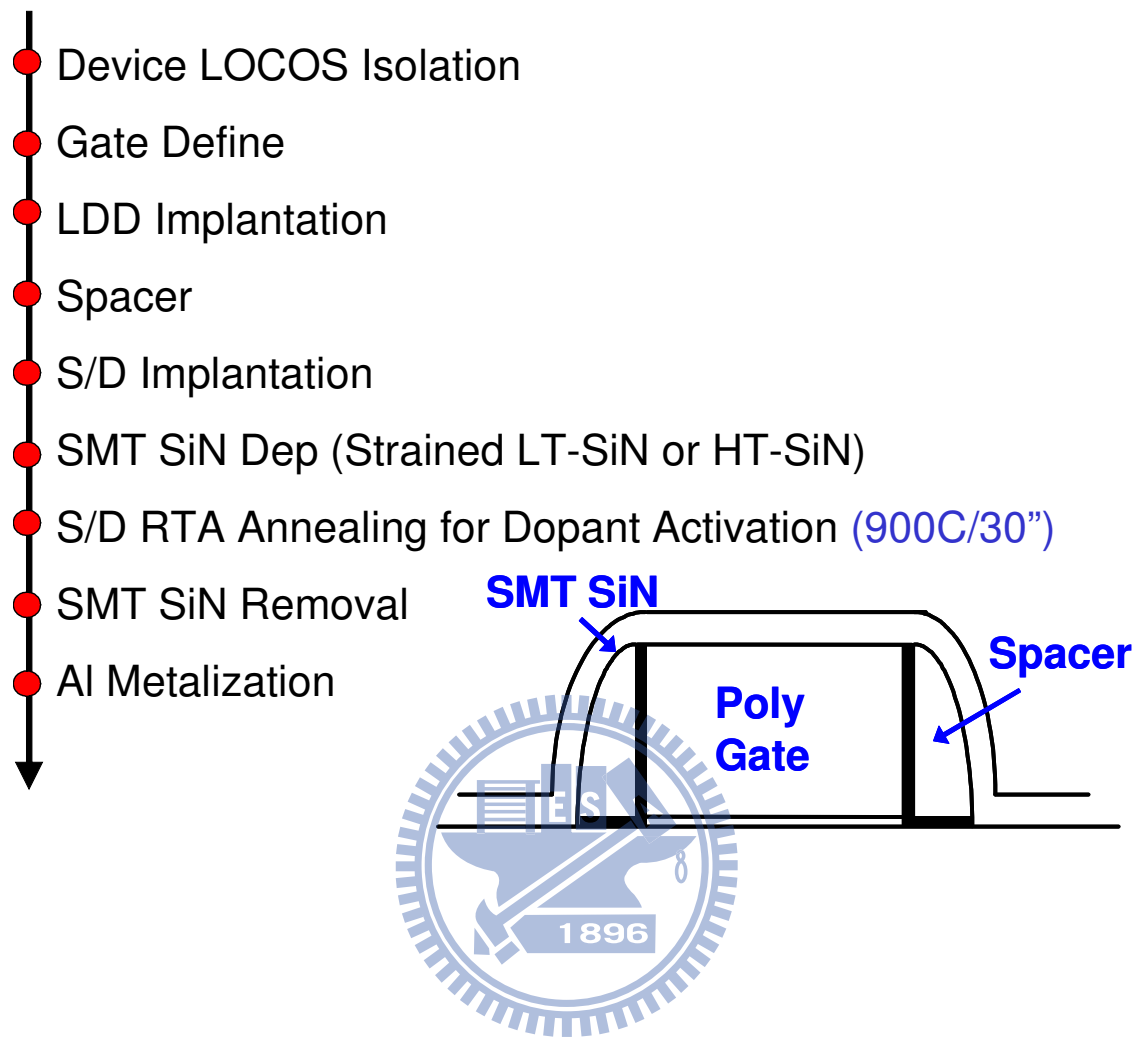 Device LOCOS Isolation
Gate Define
LDD Implantation
Spacer
S/D Implantation
SMT SiN Dep (Strained LT-SiN or HT-SiN)
S/D RTA Annealing for Dopant Activation (900C/30”)
SMT SiN Removal
Al Metalization
SMT SiN
Spacer
Poly
Gate
ES
1896